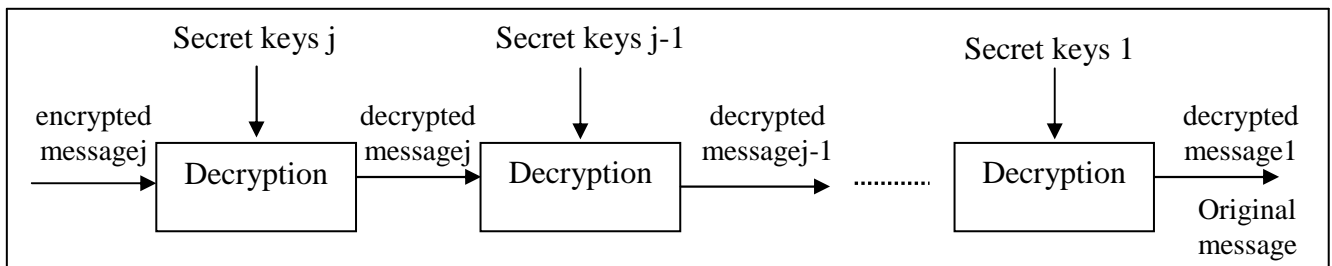 Secret keys j
Secret keys j-1
Secret keys 1
encrypted
messagej
decrypted
messagej
decrypted
messagej-1
decrypted
message1
Decryption
Decryption
Decryption
Original
message